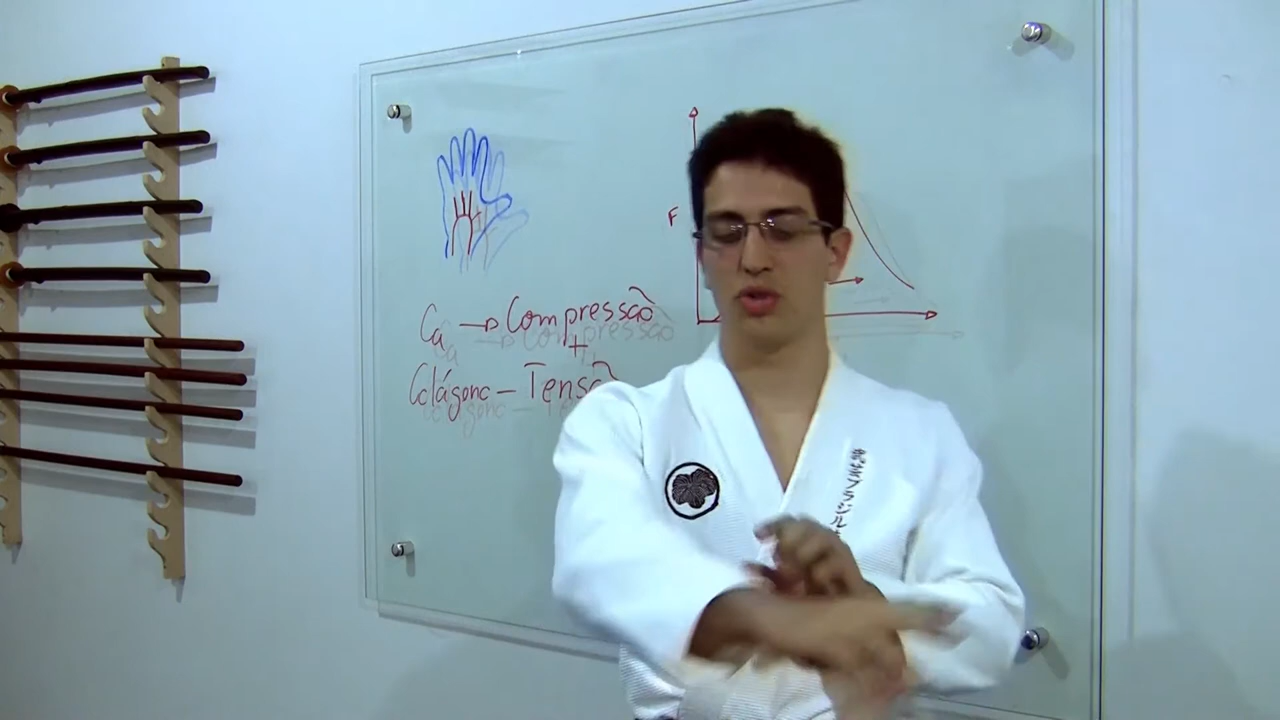 F
Ca → Compressão
+
Colágeno – Tensão